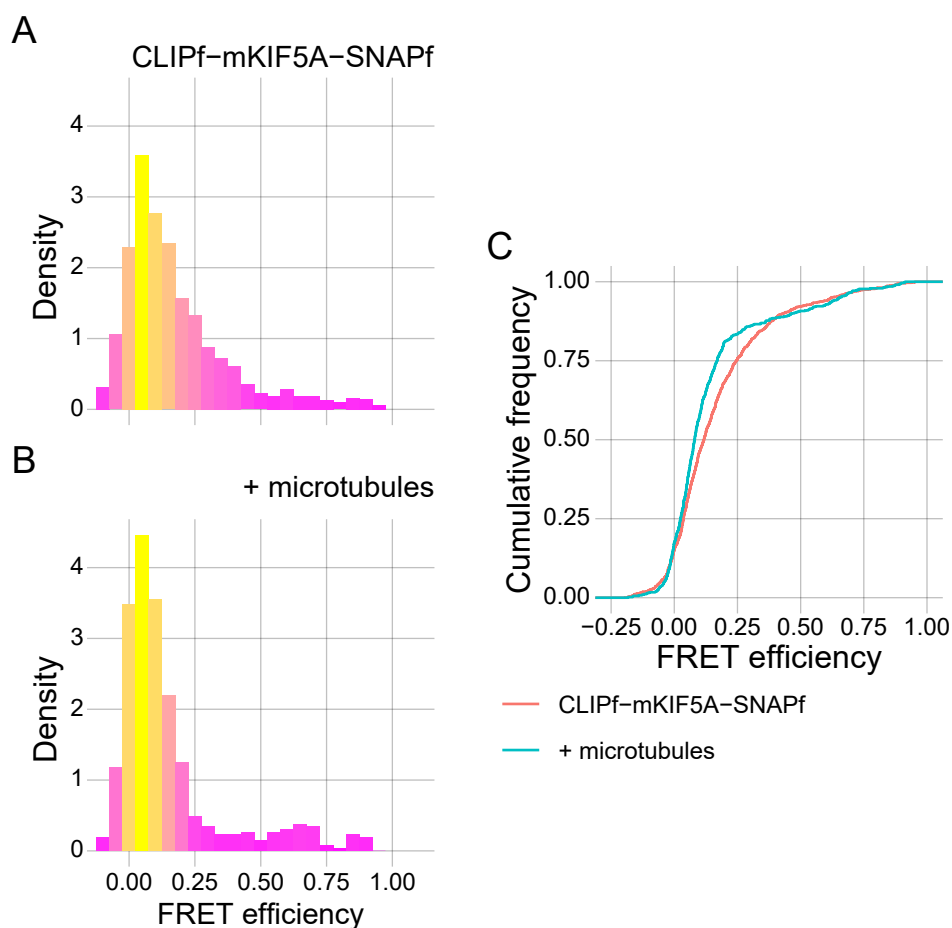 A
CLIPf−mKIF5A−SNAPf
4
3
2
1
0
Density
B
+ microtubules
4
3
2
1
0
Density
0.00 0.25 0.50 0.75 1.00
FRET efficiency
C
1.00
0.75
0.50
0.25
0.00
Cumulative frequency
−0.25 0.00 0.25 0.50 0.75 1.00
FRET efficiency
CLIPf−mKIF5A−SNAPf
+ microtubules